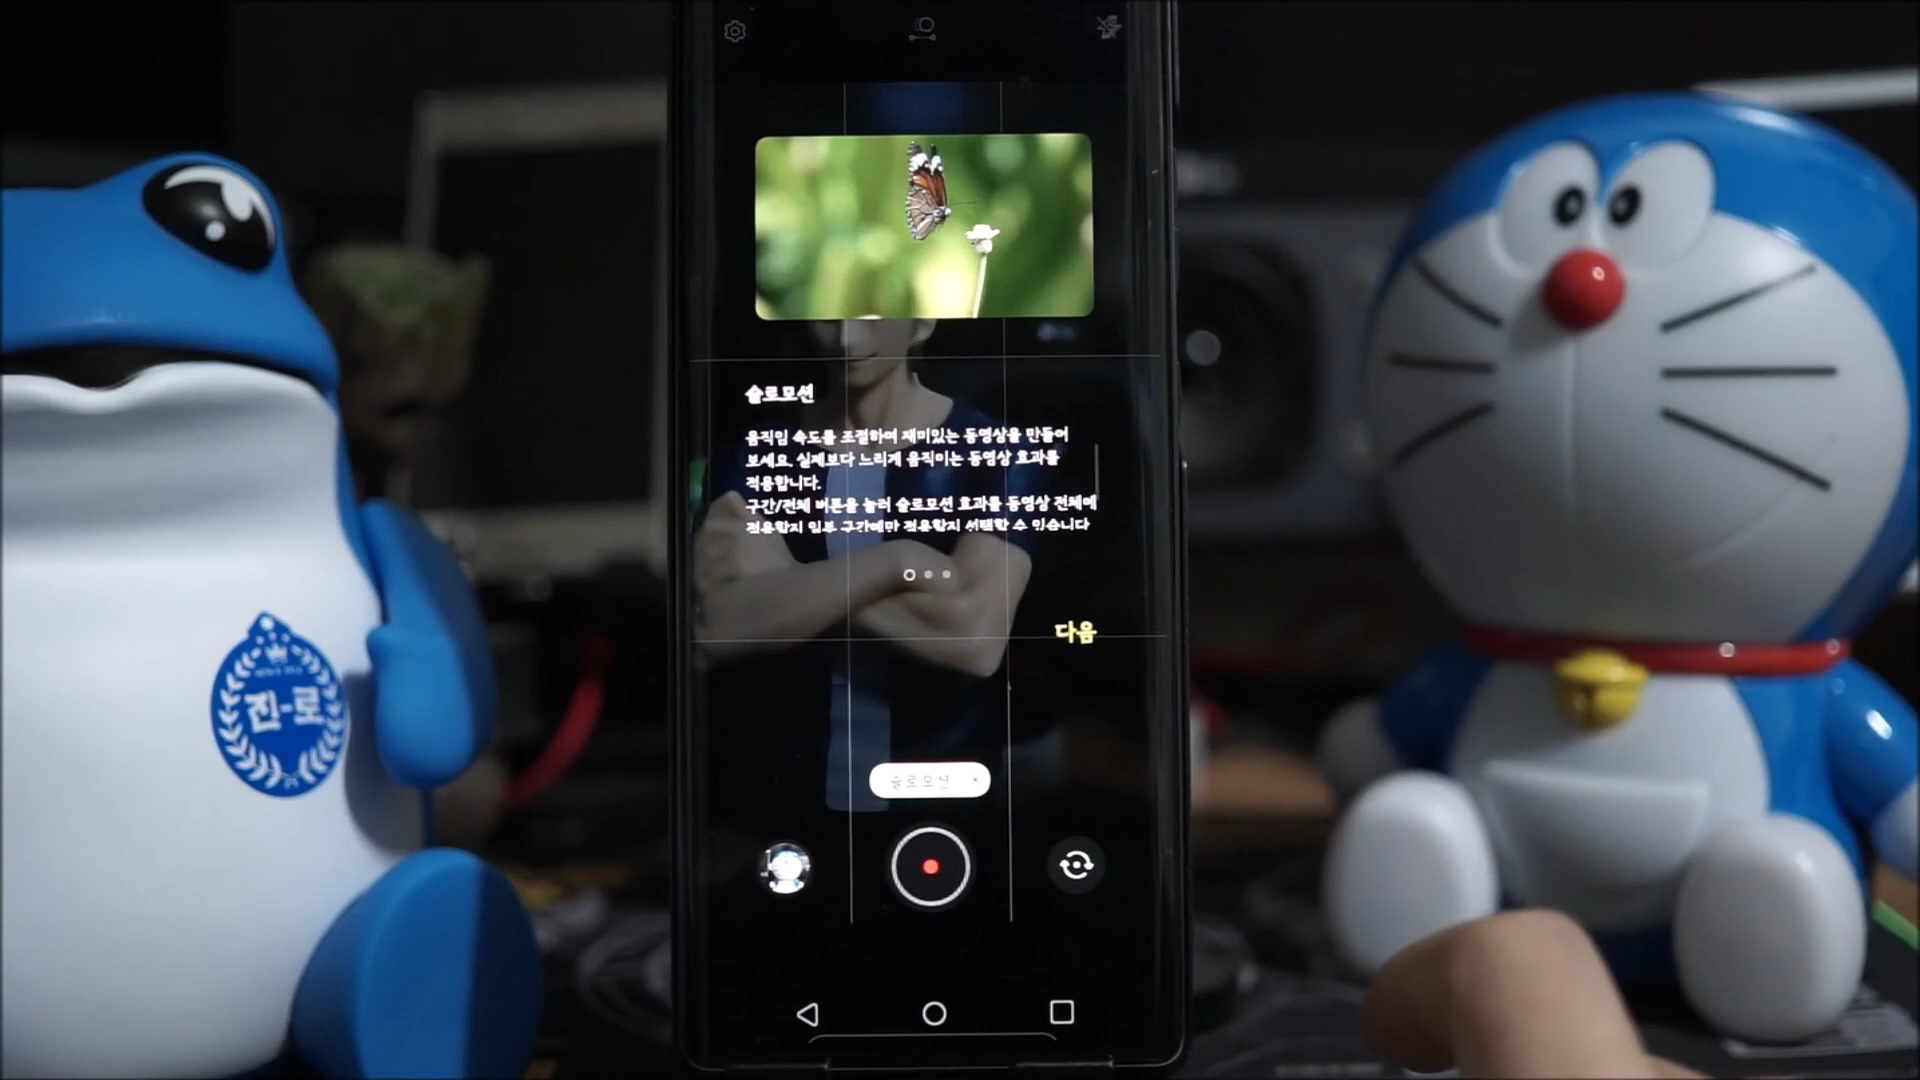 슬로모션
움직임 속도를 조절하여 재미있는 동영상을 만들어
보세요. 실제보다 느리게 움직이는 동영상 효과를
적용합니다.
구간/전체 버튼을 눌러 슬로모션 효과를 동영상 전체에
적용할지 일부 구간에만 적용할지 선택할 수 있습니다
다음
슬로모션 ×
진-로